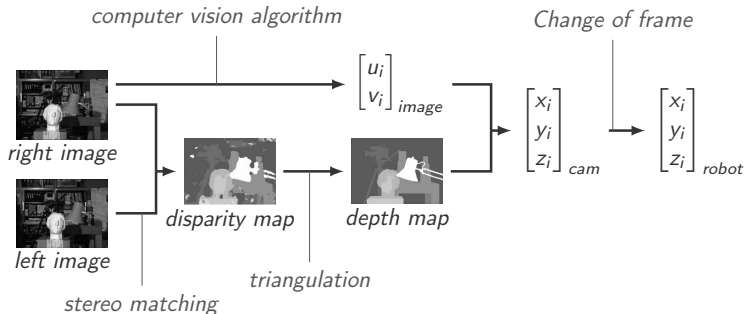 computer vision algorithm
Change of frame
[u_i v_i] image
[x_i y_i z_i] cam
[x_i y_i z_i] robot
right image
disparity map
depth map
left image
triangulation
stereo matching